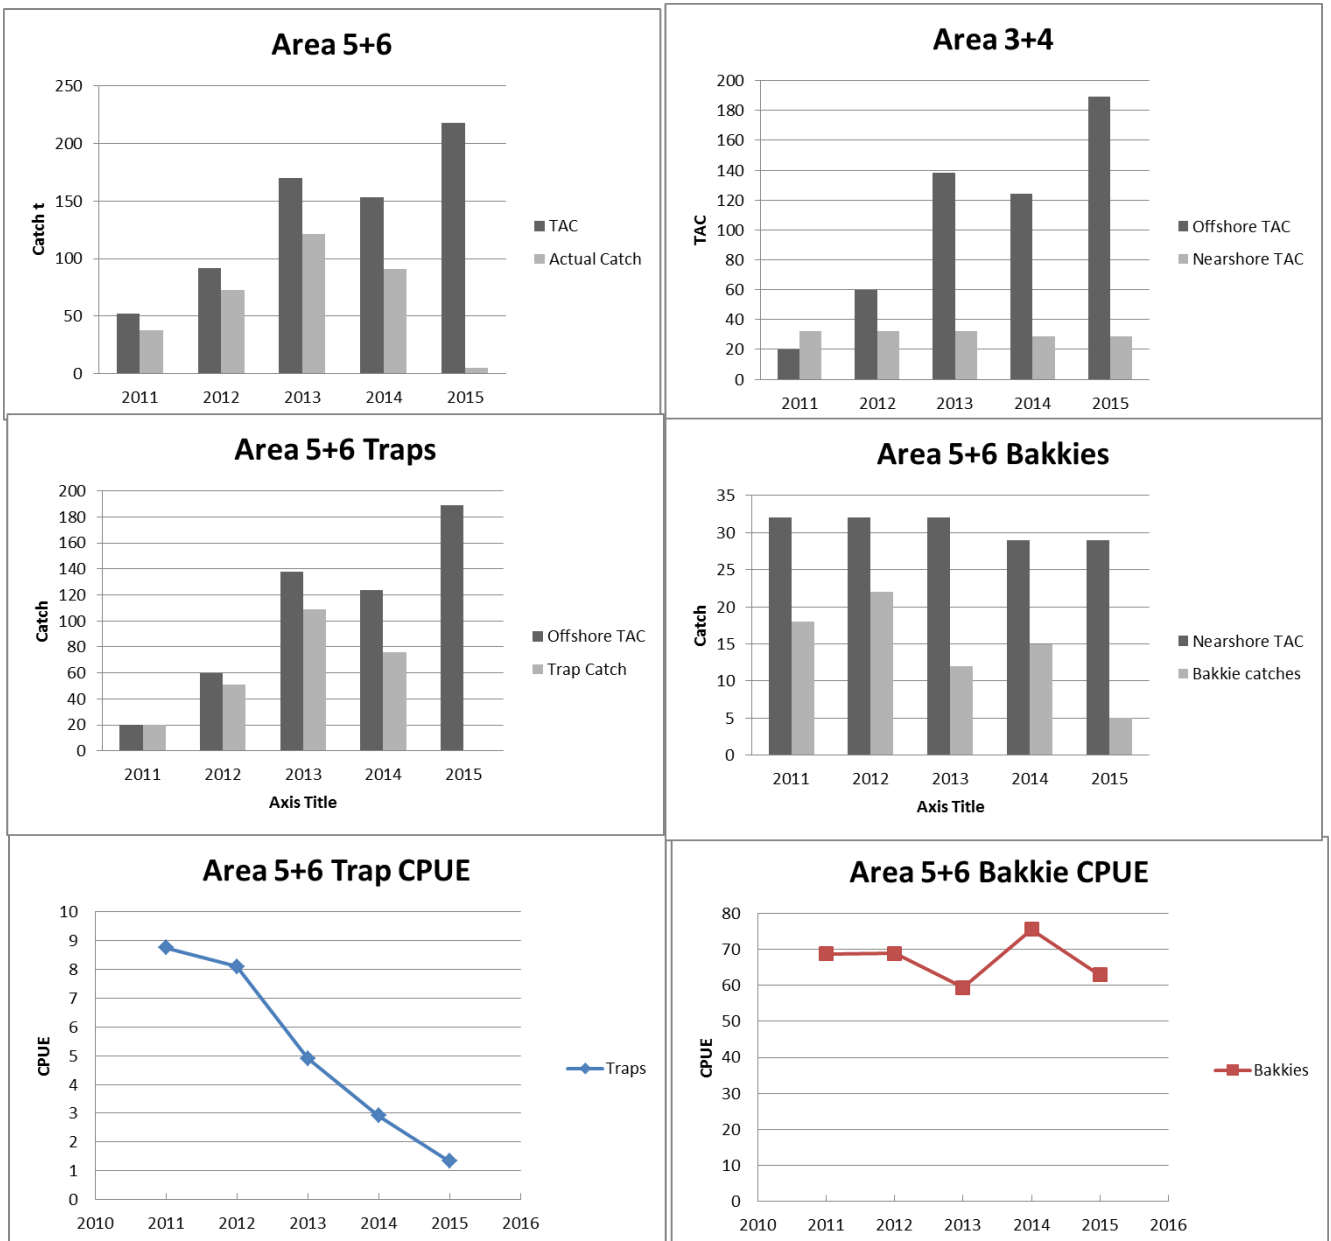 Area 5+6
250
200
150
100
50
0
Catch t
2011 2012 2013 2014 2015
TAC
Actual Catch
Area 3+4
200
180
160
140
120
100
80
60
40
20
0
TAC
2011 2012 2013 2014 2015
Offshore TAC
Nearshore TAC
Area 5+6 Traps
200
180
160
140
120
100
80
60
40
20
0
Catch
2011 2012 2013 2014 2015
Axis Title
Offshore TAC
Trap Catch
Area 5+6 Bakkies
35
30
25
20
15
10
5
0
Catch
2011 2012 2013 2014 2015
Axis Title
Nearshore TAC
Bakkie catches
Area 5+6 Trap CPUE
10
9
8
7
6
5
4
3
2
1
0
CPUE
2010 2011 2012 2013 2014 2015 2016
Traps
Area 5+6 Bakkie CPUE
80
70
60
50
40
30
20
10
0
CPUE
2010 2011 2012 2013 2014 2015 2016
Bakkies